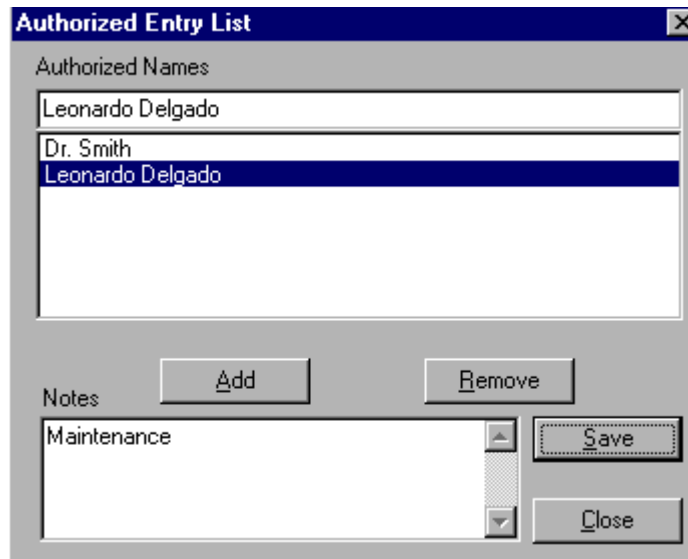 Authorized Entry List
Authorized Names
Leonardo Delgado
Dr. Smith
Leonardo Delgado
Add
Remove
Notes
Maintenance
Save
Close